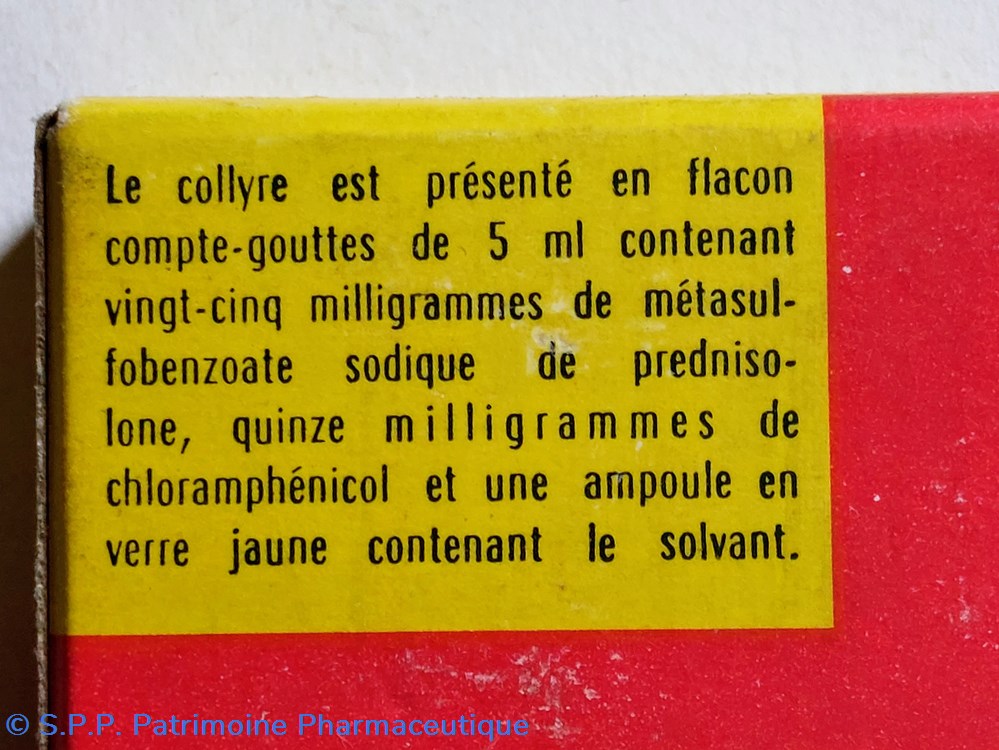 Le collyre est présenté en flacon
compte-gouttes de 5 ml contenant
vingt-cinq milligrammes de métasul-
fobenzoate sodique de predniso-
lone, quinze milligrammes de
chloramphénicol et une ampoule en
verre jaune contenant le solvant.
© S.P.P. Patrimoine Pharmaceutique